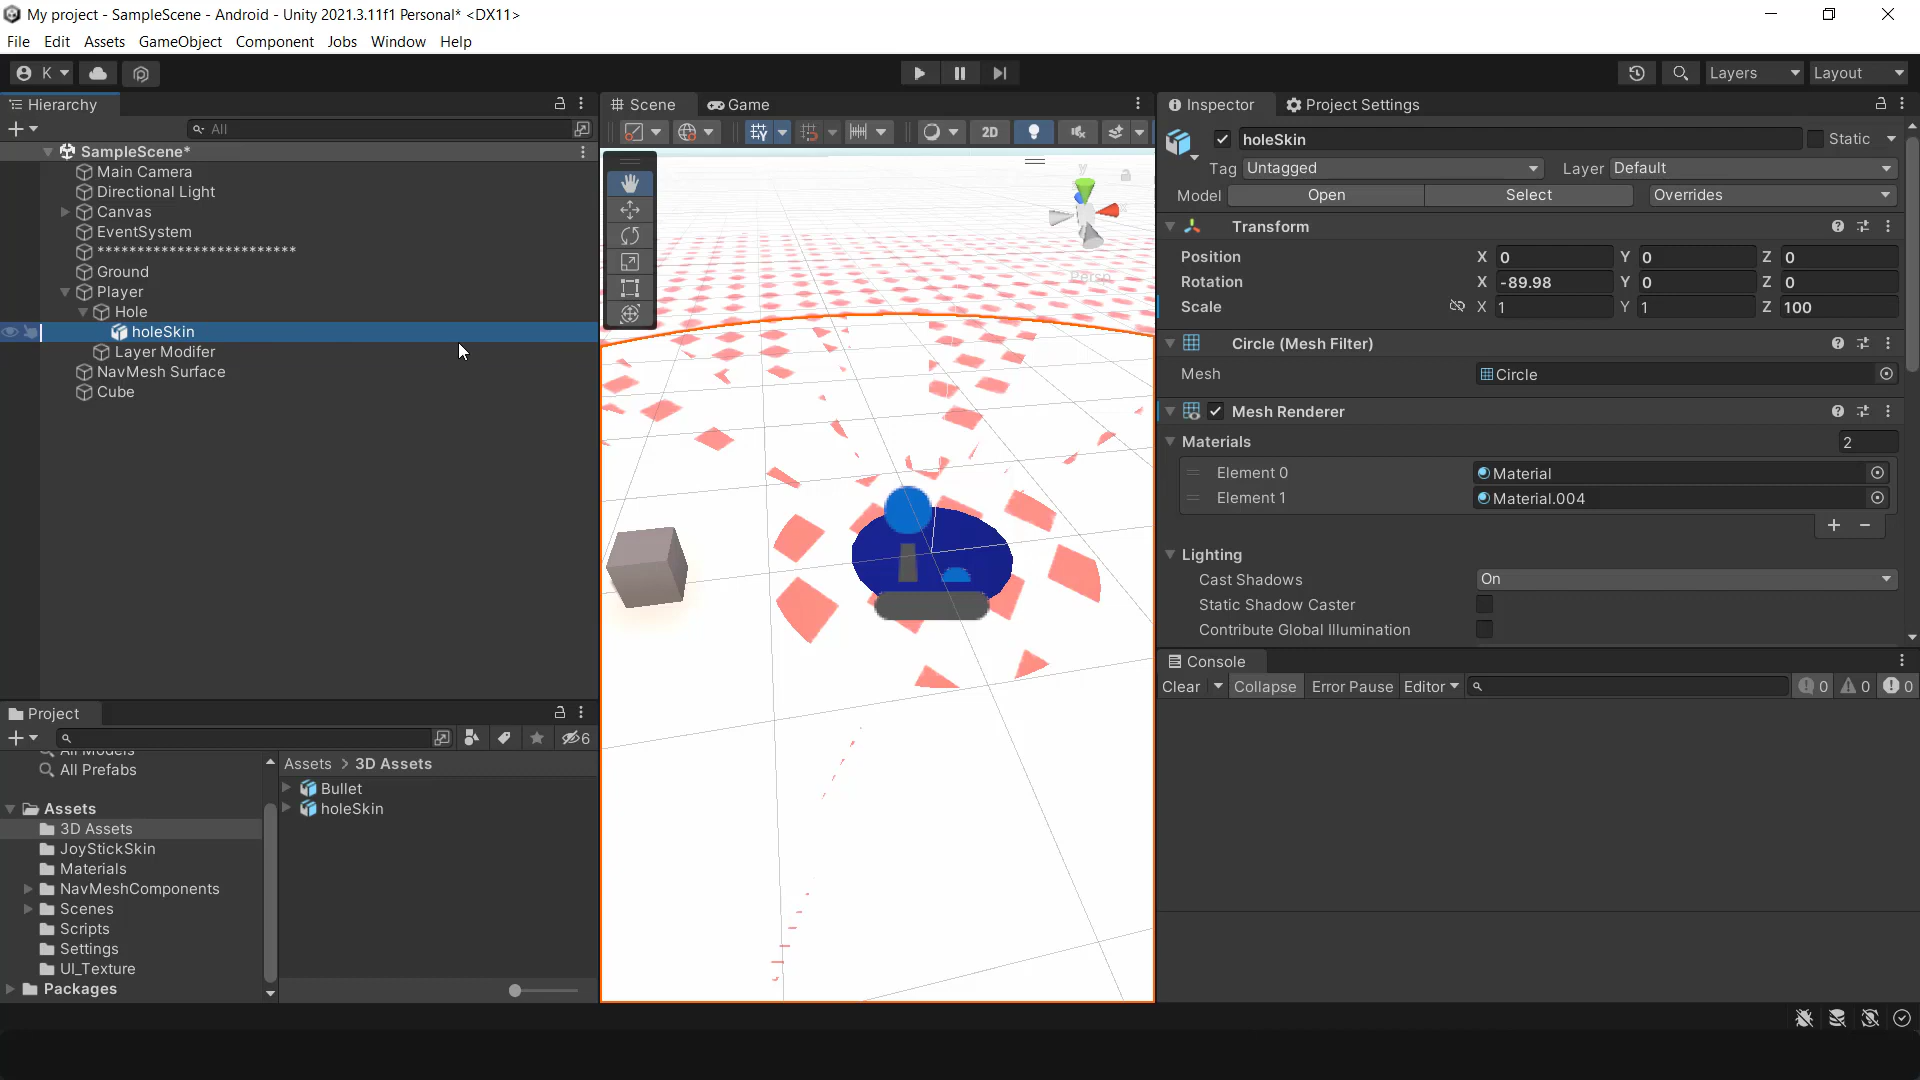 My project - SampleScene - Android - Unity 2021.3.11f1 Personal* <DX11>
File Edit Assets GameObject Component Jobs Window Help
K Layers Layout
Hierarchy
All
SampleScene*
Main Camera
Directional Light
Canvas
EventSystem
*************************
Ground
Player
Hole
holeSkin
Layer Modifer
NavMesh Surface
Cube
Scene Game
2D
y
Persp
Inspector Project Settings
holeSkin Static
Tag Untagged Layer Default
Model Open Select Overrides
Transform
Position X 0 Y 0 Z 0
Rotation X -89.98 Y 0 Z 0
Scale X 1 Y 1 Z 100
Circle (Mesh Filter)
Mesh Circle
Mesh Renderer
Materials 2
Element 0 Material
Element 1 Material.004
Lighting
Cast Shadows On
Static Shadow Caster
Contribute Global Illumination
Console
Clear Collapse Error Pause Editor 0 0 0
Project
6
All Models
All Prefabs
Assets
3D Assets
JoyStickSkin
Materials
NavMeshComponents
Scenes
Scripts
Settings
UI_Texture
Packages
Assets > 3D Assets
Bullet
holeSkin